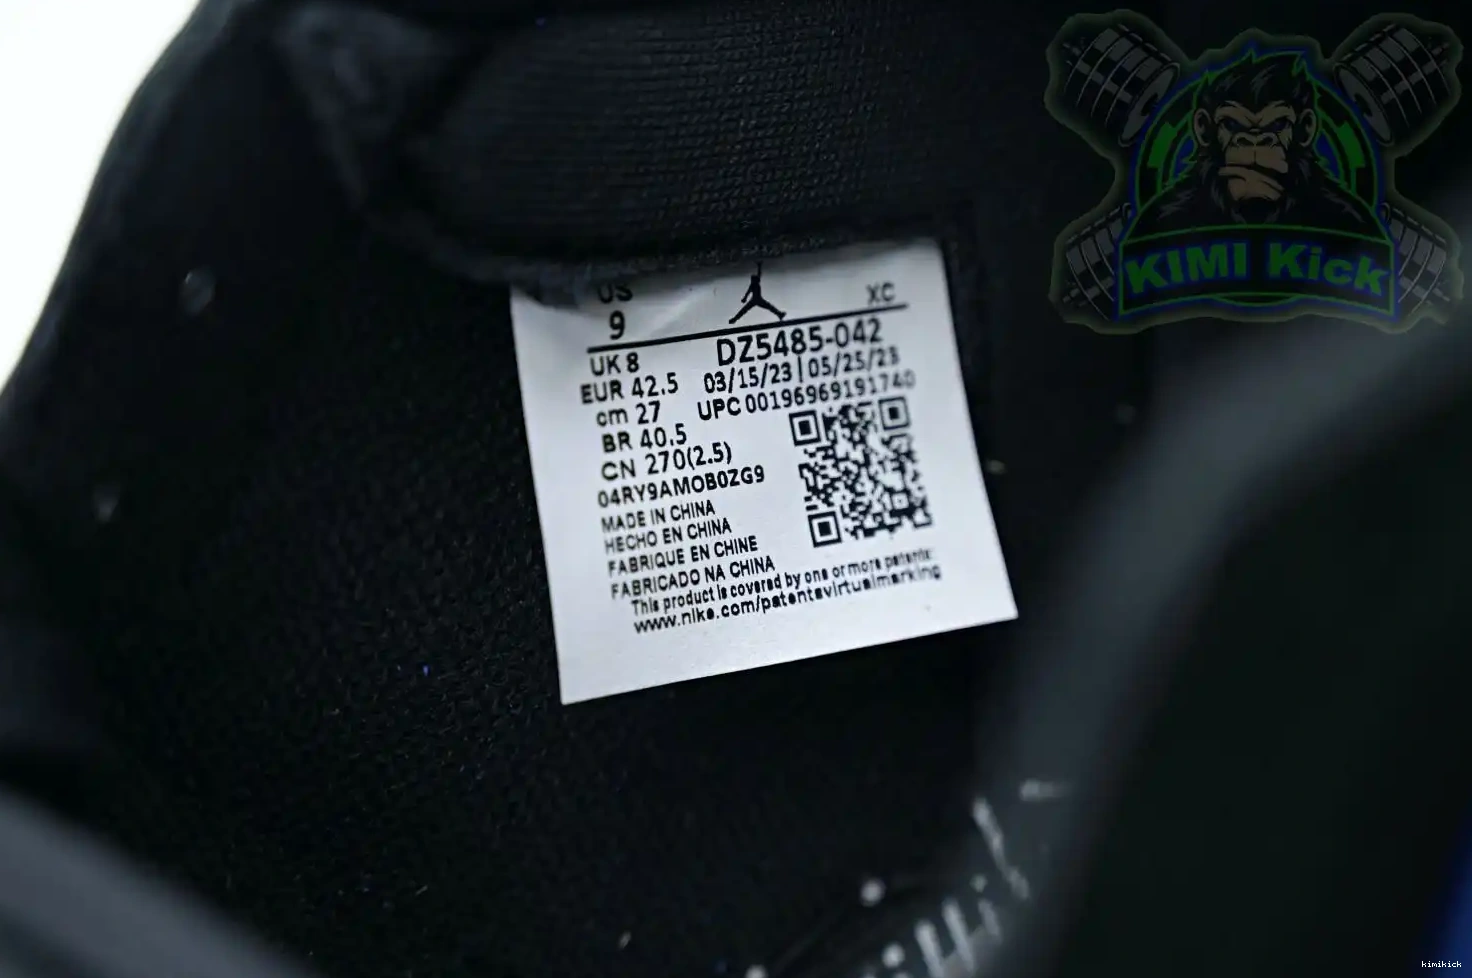 KIMI Kick
US XC
9
DZ5485-042
UK 8
03/15/23 | 05/25/23
EUR 42.5
UPC 00196969191740
cm 27
BR 40.5
CN 270(2.5)
04RY9AMOB0ZG9
MADE IN CHINA
HECHO EN CHINA
FABRIQUE EN CHINE
FABRICADO NA CHINA
This product is covered by one or more patents:
www.nike.com/patentsvirtualmarking
kimikick